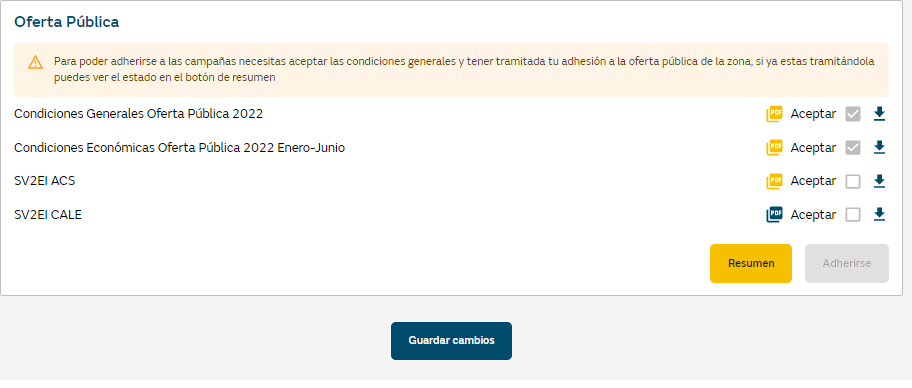 Oferta Pública
Para poder adherirse a las campañas necesitas aceptar las condiciones generales y tener tramitada tu adhesión a la oferta pública de la zona, si ya estas tramitándola
puedes ver el estado en el botón de resumen
Condiciones Generales Oferta Pública 2022 PDF Aceptar
Condiciones Económicas Oferta Pública 2022 Enero-Junio PDF Aceptar
SV2EI ACS PDF Aceptar
SV2EI CALE PDF Aceptar
Resumen Adherirse
Guardar cambios